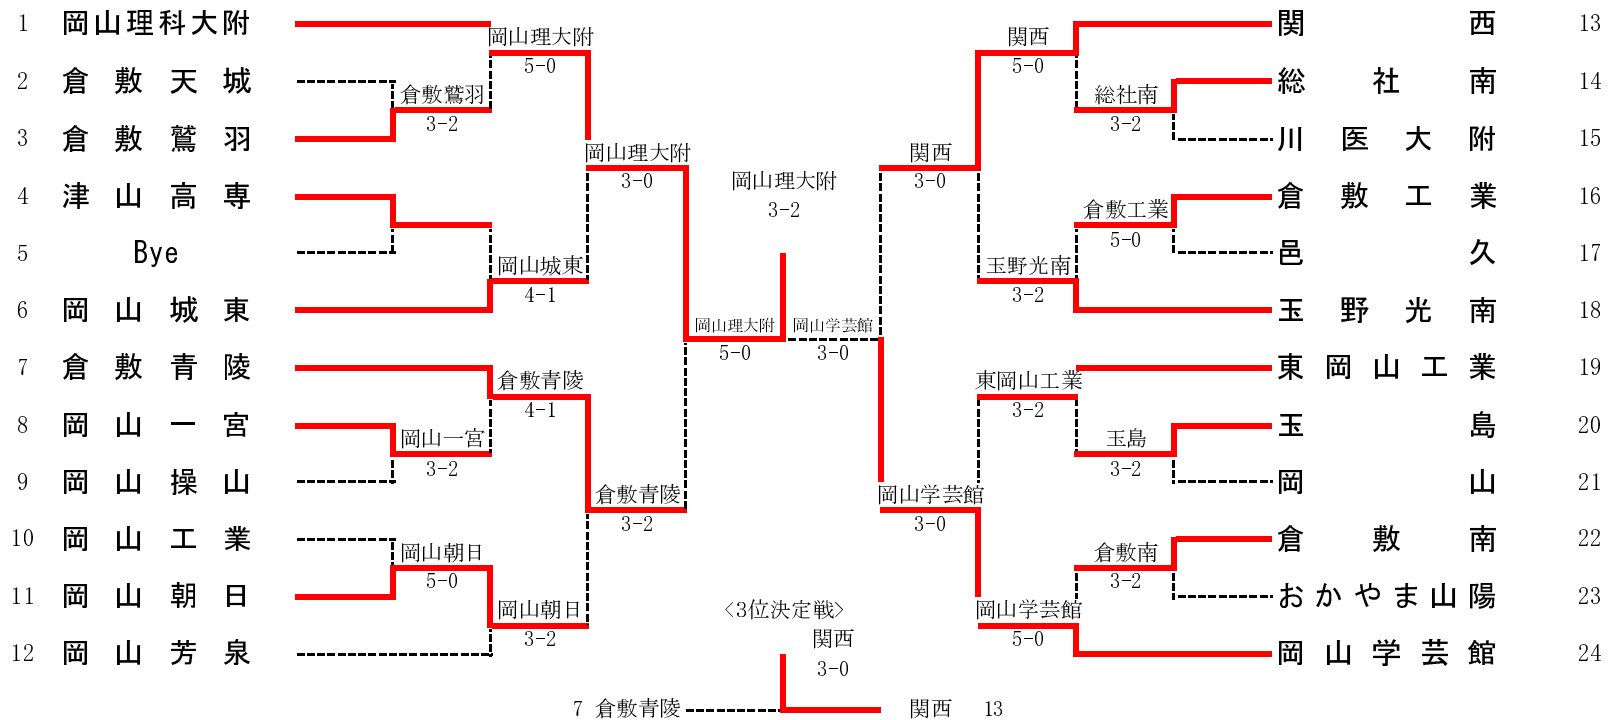 1 岡山理科大附
2 倉敷天城
3 倉敷鷲羽
4 津山高専
5 Bye
6 岡山城東
7 倉敷青陵
8 岡山一宮
9 岡山操山
10 岡山工業
11 岡山朝日
12 岡山芳泉
倉敷鷲羽
3-2
岡山一宮
3-2
岡山朝日
5-0
岡山理大附
5-0
岡山城東
4-1
倉敷青陵
4-1
岡山朝日
3-2
岡山理大附
3-0
倉敷青陵
3-2
岡山理大附
5-0
岡山理大附
3-2
岡山学芸館
3-0
関西
3-0
岡山学芸館
3-0
関西
5-0
玉野光南
3-2
東岡山工業
3-2
岡山学芸館
5-0
総社南
3-2
倉敷工業
5-0
玉島
3-2
倉敷南
3-2
関西 13
総社南 14
川医大附 15
倉敷工業 16
邑久 17
玉野光南 18
東岡山工業 19
玉島 20
岡山 21
倉敷南 22
おかやま山陽 23
岡山学芸館 24
<3位決定戦>
関西
3-0
7 倉敷青陵 関西 13